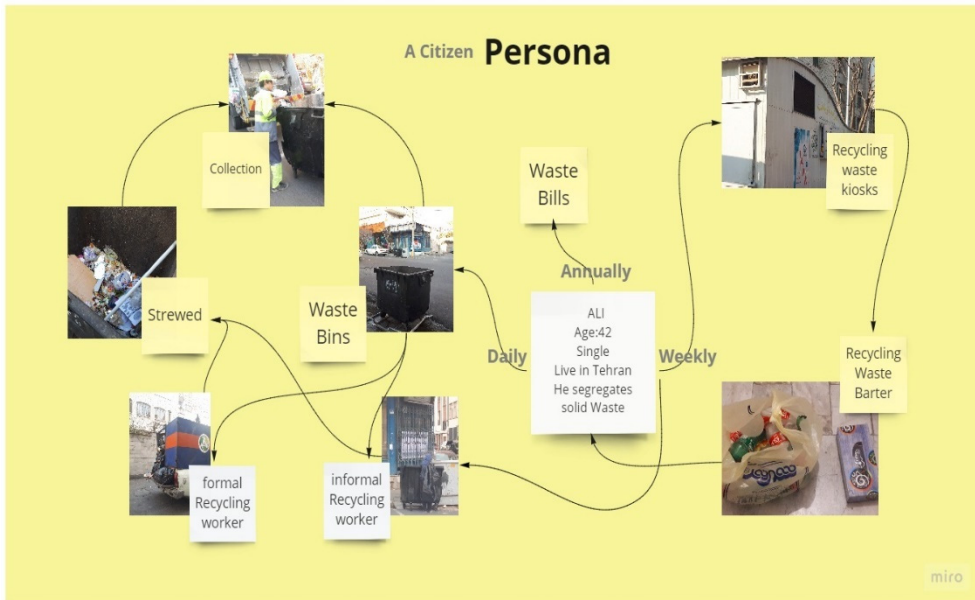 A Citizen Persona
Collection
Waste
Bills
Recycling
waste
kiosks
Annually
Strewed
Waste
Bins
Daily
ALI
Age:42
Single
Live in Tehran
He segregates
solid Waste
Weekly
Recycling
Waste
Barter
formal
Recycling
worker
informal
Recycling
worker
miro